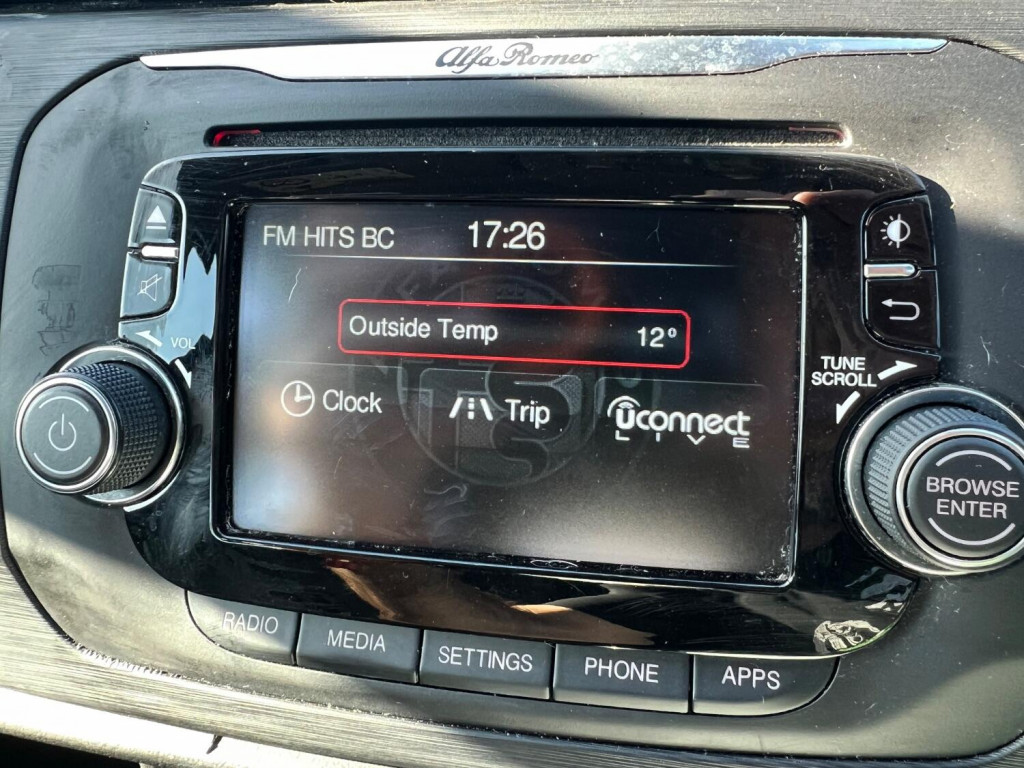 Alfa Romeo
FM HITS BC 17:26
Outside Temp 12º
Clock Trip uconnect
LIVE
VOL
TUNE
SCROLL
BROWSE
ENTER
RADIO MEDIA SETTINGS PHONE APPS